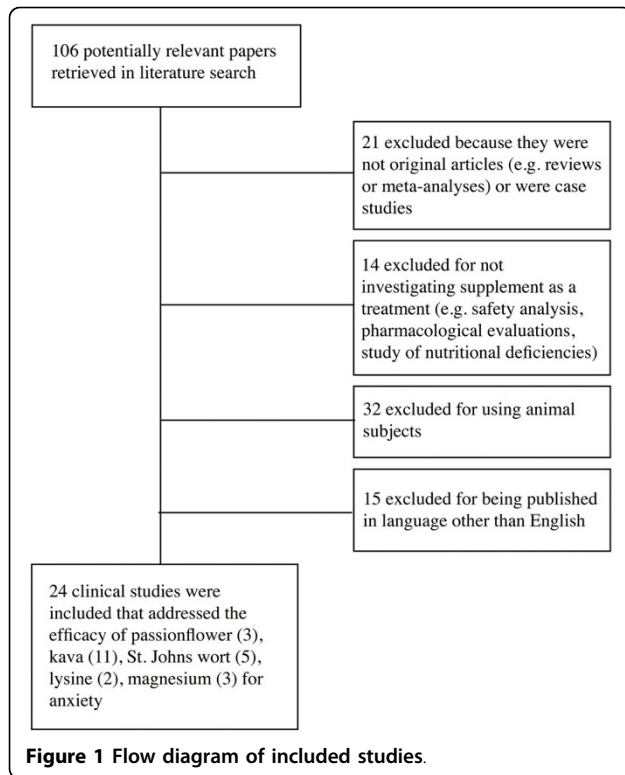 106 potentially relevant papers
retrieved in literature search
21 excluded because they were
not original articles (e.g. reviews
or meta-analyses) or were case
studies
14 excluded for not
investigating supplement as a
treatment (e.g. safety analysis,
pharmacological evaluations,
study of nutritional deficiencies)
32 excluded for using animal
subjects
15 excluded for being published
in language other than English
24 clinical studies were
included that addressed the
efficacy of passionflower (3),
kava (11), St. Johns wort (5),
lysine (2), magnesium (3) for
anxiety
Figure 1 Flow diagram of included studies.